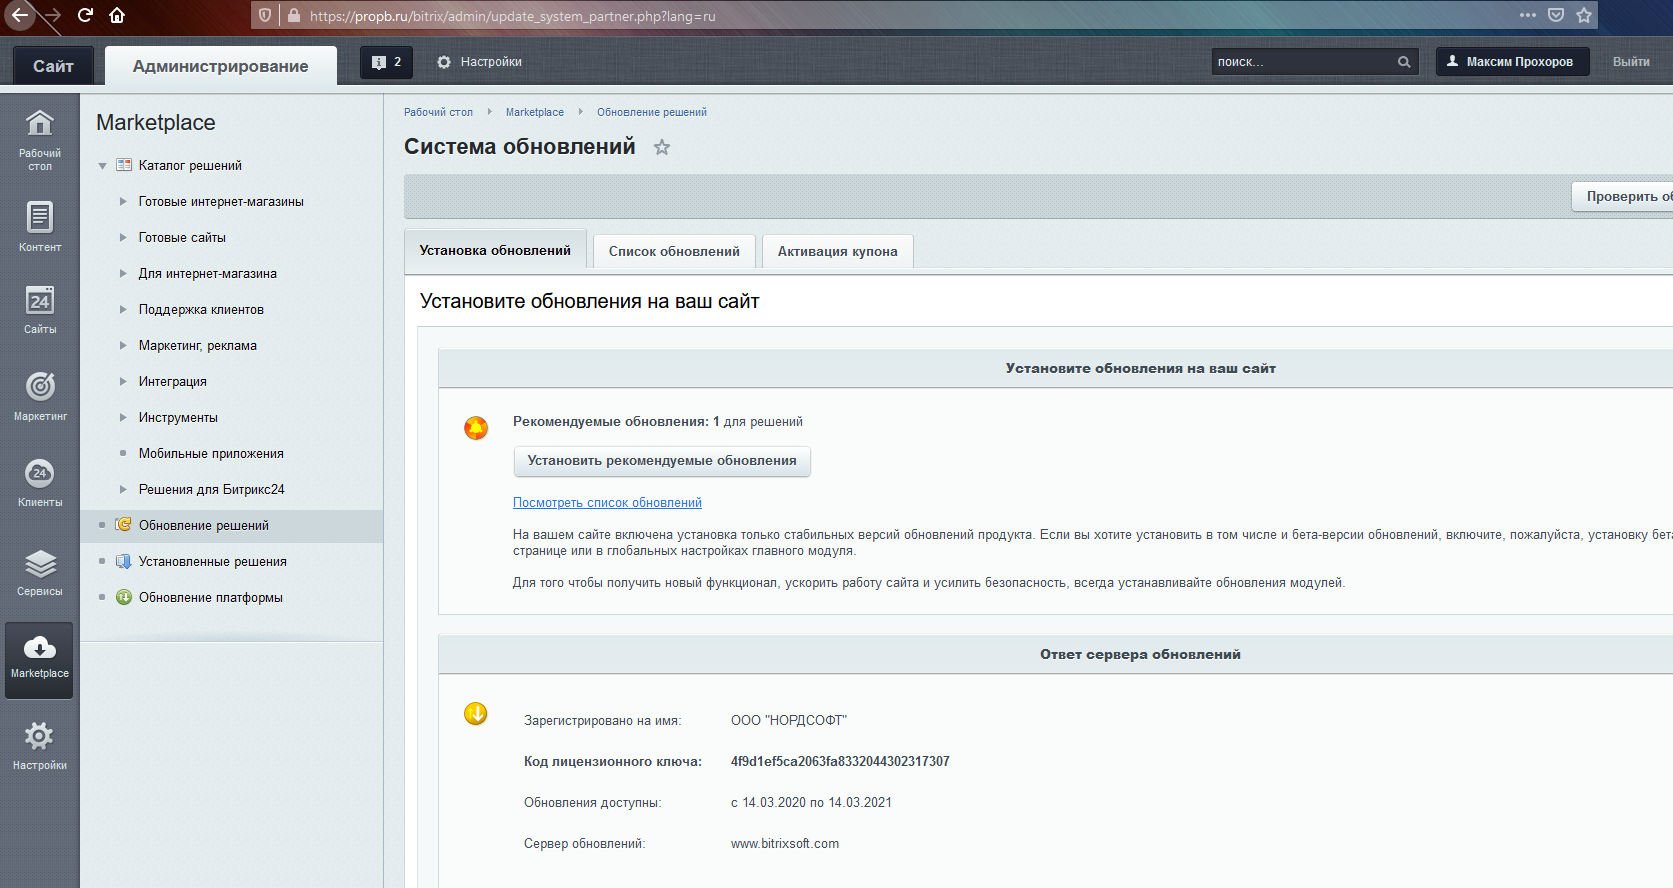 https://propb.ru/bitrix/admin/update_system_partner.php?lang=ru
Сайт
Администрирование
2
Настройки
поиск...
Максим Прохоров
Выйти
Рабочий стол
Контент
24
Сайты
Маркетинг
24
Клиенты
Сервисы
Marketplace
Настройки
Marketplace
Каталог решений
Готовые интернет-магазины
Готовые сайты
Для интернет-магазина
Поддержка клиентов
Маркетинг, реклама
Интеграция
Инструменты
Мобильные приложения
Решения для Битрикс24
Обновление решений
Установленные решения
Обновление платформы
Рабочий стол
Marketplace
Обновление решений
Система обновлений
Проверить об
Установка обновлений
Список обновлений
Активация купона
Установите обновления на ваш сайт
Установите обновления на ваш сайт
Рекомендуемые обновления: 1 для решений
Установить рекомендуемые обновления
Посмотреть список обновлений
На вашем сайте включена установка только стабильных версий обновлений продукта. Если вы хотите установить в том числе и бета-версии обновлений, включите, пожалуйста, установку бета
странице или в глобальных настройках главного модуля.
Для того чтобы получить новый функционал, ускорить работу сайта и усилить безопасность, всегда устанавливайте обновления модулей.
Ответ сервера обновлений
Зарегистрировано на имя: ООО "НОРДСОФТ"
Код лицензионного ключа: 4f9d1ef5ca2063fa8332044302317307
Обновления доступны: с 14.03.2020 по 14.03.2021
Сервер обновлений: www.bitrixsoft.com